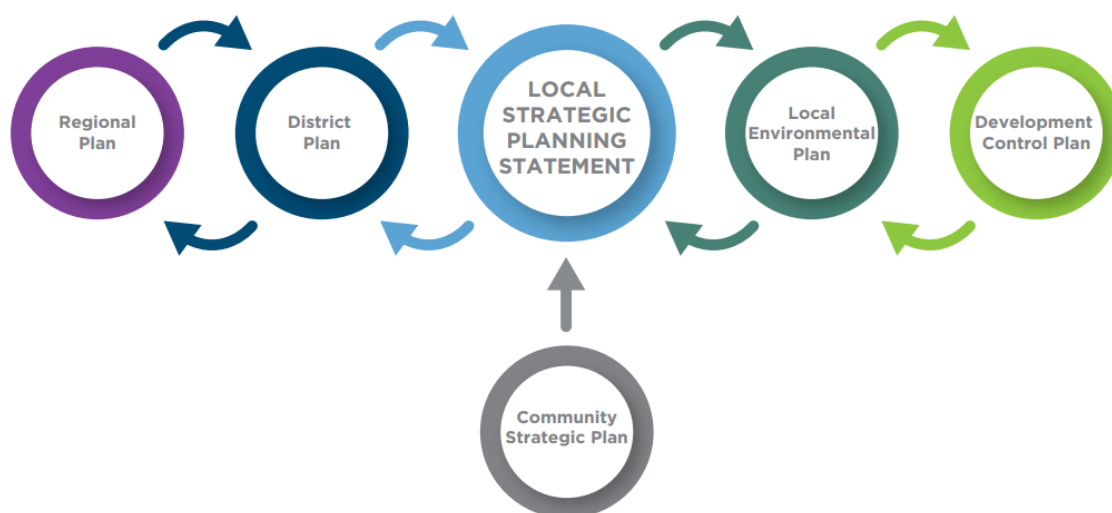 Regional
Plan
District
Plan
LOCAL
STRATEGIC
PLANNING
STATEMENT
Local
Environmental
Plan
Development
Control Plan
Community
Strategic Plan